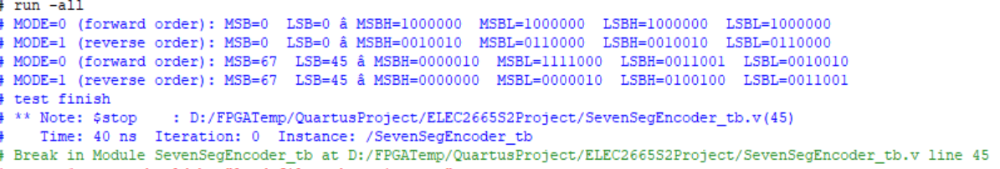 # run -all
# MODE=0 (forward order): MSB=0  LSB=0 â MSBH=1000000  MSBL=1000000  LSBH=1000000  LSBL=1000000
# MODE=1 (reverse order): MSB=0  LSB=0 â MSBH=0010010  MSBL=0110000  LSBH=0010010  LSBL=0110000
# MODE=0 (forward order): MSB=67  LSB=45 â MSBH=0000010  MSBL=1111000  LSBH=0011001  LSBL=0010010
# MODE=1 (reverse order): MSB=67  LSB=45 â MSBH=0000000  MSBL=0000010  LSBH=0100100  LSBL=0011001
# test finish
# ** Note: $stop    : D:/FPGATemp/QuartusProject/ELEC2665S2Project/SevenSegEncoder_tb.v(45)
#    Time: 40 ns  Iteration: 0  Instance: /SevenSegEncoder_tb
# Break in Module SevenSegEncoder_tb at D:/FPGATemp/QuartusProject/ELEC2665S2Project/SevenSegEncoder_tb.v line 45